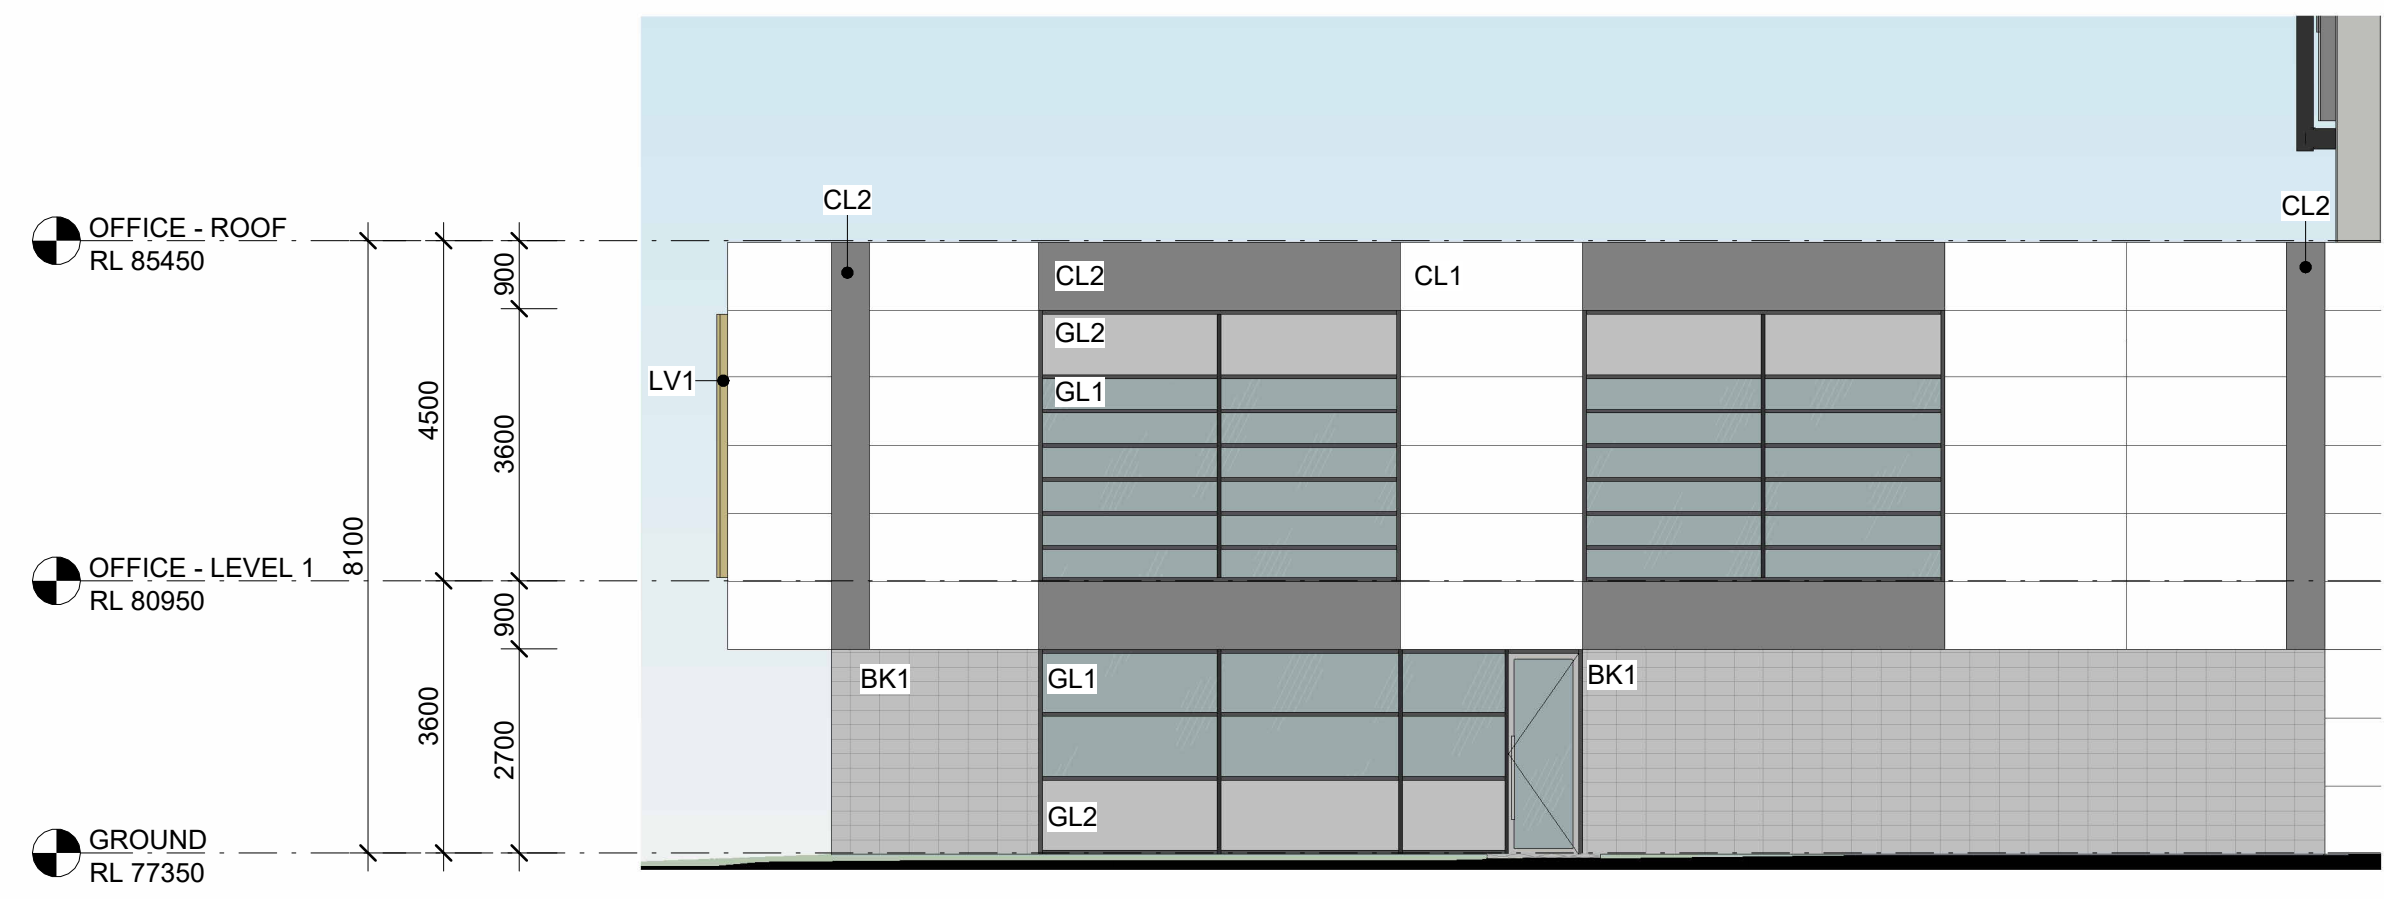 OFFICE - ROOF
RL 85450
OFFICE - LEVEL 1
RL 80950
GROUND
RL 77350
8100
4500
3600
900
3600
900
2700
CL2
CL2
CL2
CL1
GL2
GL1
LV1
BK1
GL1
BK1
GL2